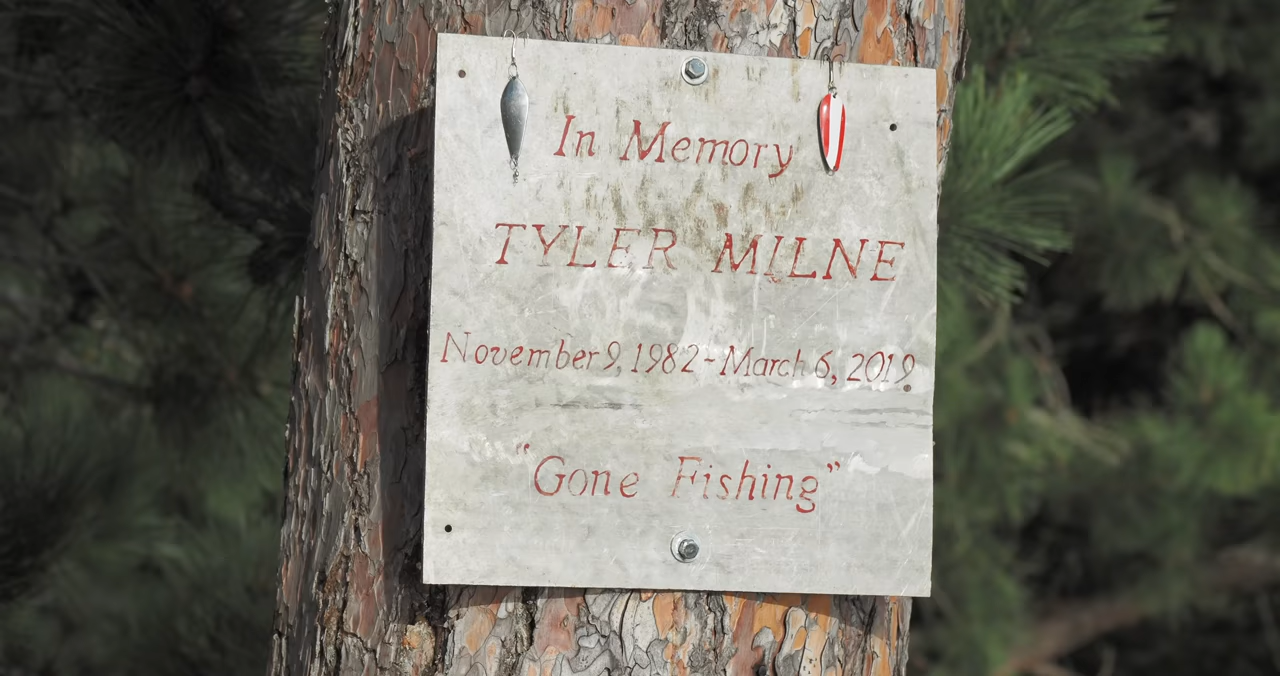 In Memory
TYLER MILNE
November 9, 1982 - March 6, 2019
"Gone Fishing"